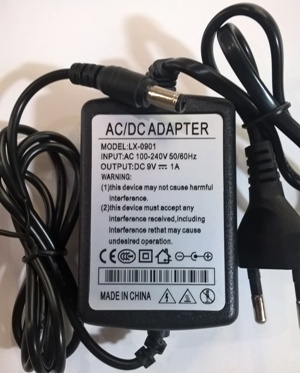 AC/DC ADAPTER
MODEL:LX-0901
INPUT:AC 100-240V 50/60Hz
OUTPUT:DC 9V ⎓ 1A
WARNING:
(1)this device may not cause harmful
Interference.
(2)this device must accept any
interference received,Including
Interference rethat may cause
undesired operation.
MADE IN CHINA